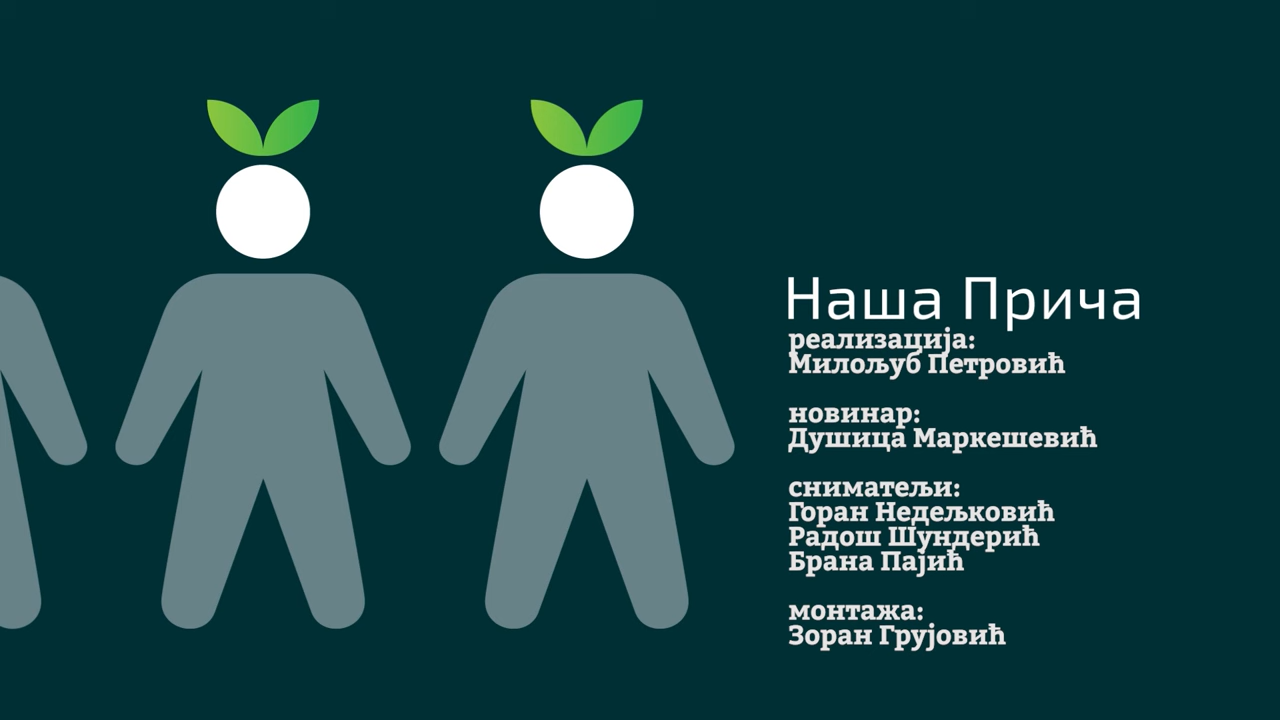 Наша Прича
реализација:
Милољуб Петровић
новинар:
Душица Маркешевић
сниматељи:
Горан Недељковић
Радош Шундерић
Брана Пајић
монтажа:
Зоран Грујовић